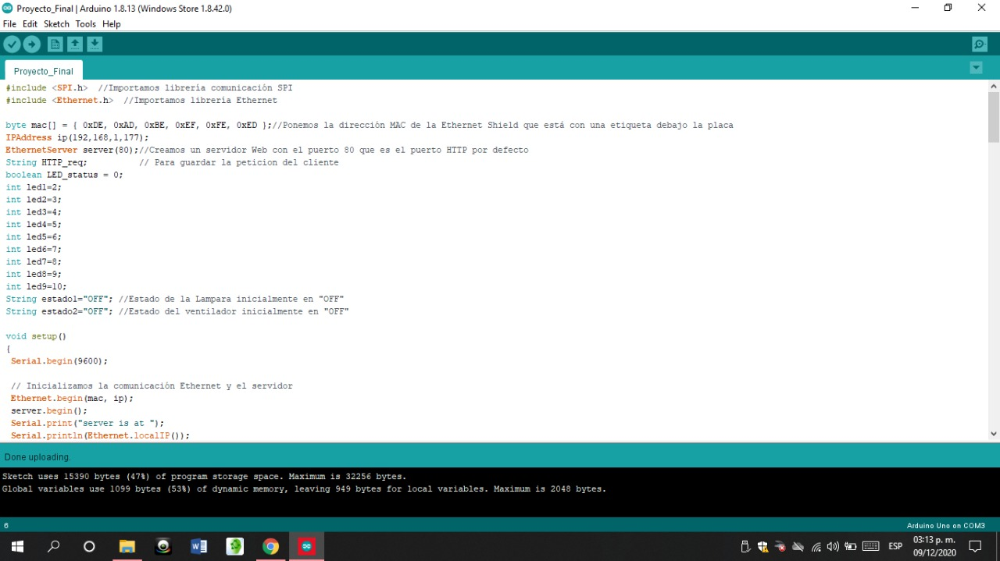 Proyecto_Final | Arduino 1.8.13 (Windows Store 1.8.42.0)
File Edit Sketch Tools Help
Proyecto_Final
#include <SPI.h>  //Importamos librería comunicación SPI
#include <Ethernet.h>  //Importamos librería Ethernet
byte mac[] = { 0xDE, 0xAD, 0xBE, 0xEF, 0xFE, 0xED };//Ponemos la dirección MAC de la Ethernet Shield que está con una etiqueta debajo la placa
IPAddress ip(192,168,1,177);
EthernetServer server(80);//Creamos un servidor Web con el puerto 80 que es el puerto HTTP por defecto
String HTTP_req;          // Para guardar la peticion del cliente
boolean LED_status = 0;
int led1=2;
int led2=3;
int led3=4;
int led4=5;
int led5=6;
int led6=7;
int led7=8;
int led8=9;
int led9=10;
String estado1="OFF"; //Estado de la Lampara inicialmente en "OFF"
String estado2="OFF"; //Estado del ventilador inicialmente en "OFF"
void setup()
{
Serial.begin(9600);
// Inicializamos la comunicación Ethernet y el servidor
Ethernet.begin(mac, ip);
server.begin();
Serial.print("server is at ");
Serial.println(Ethernet.localIP());
Done uploading.
Sketch uses 15390 bytes (47%) of program storage space. Maximum is 32256 bytes.
Global variables use 1099 bytes (53%) of dynamic memory, leaving 949 bytes for local variables. Maximum is 2048 bytes.
6
Arduino Uno on COM3
ESP
03:13 p. m.
09/12/2020